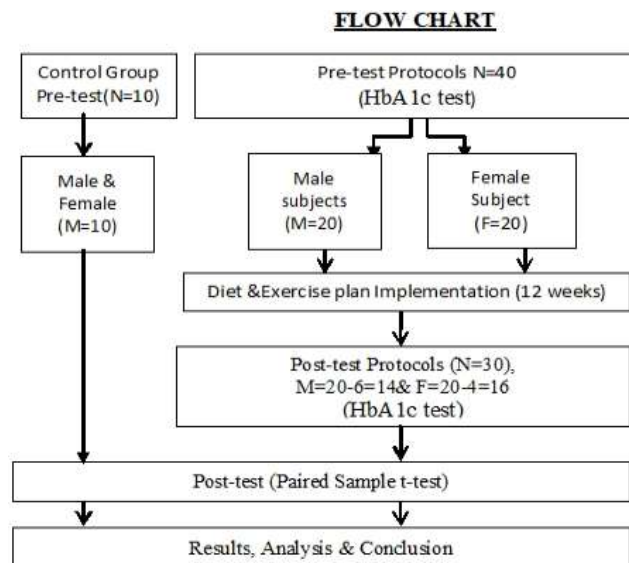 FLOW CHART
Control Group
Pre-test(N=10)
Pre-test Protocols N=40
(HbA1c test)
Male &
Female
(M=10)
Male
subjects
(M=20)
Female
Subject
(F=20)
Diet &Exercise plan Implementation (12 weeks)
Post-test Protocols (N=30),
M=20-6=14& F=20-4=16
(HbA1c test)
Post-test (Paired Sample t-test)
Results, Analysis & Conclusion